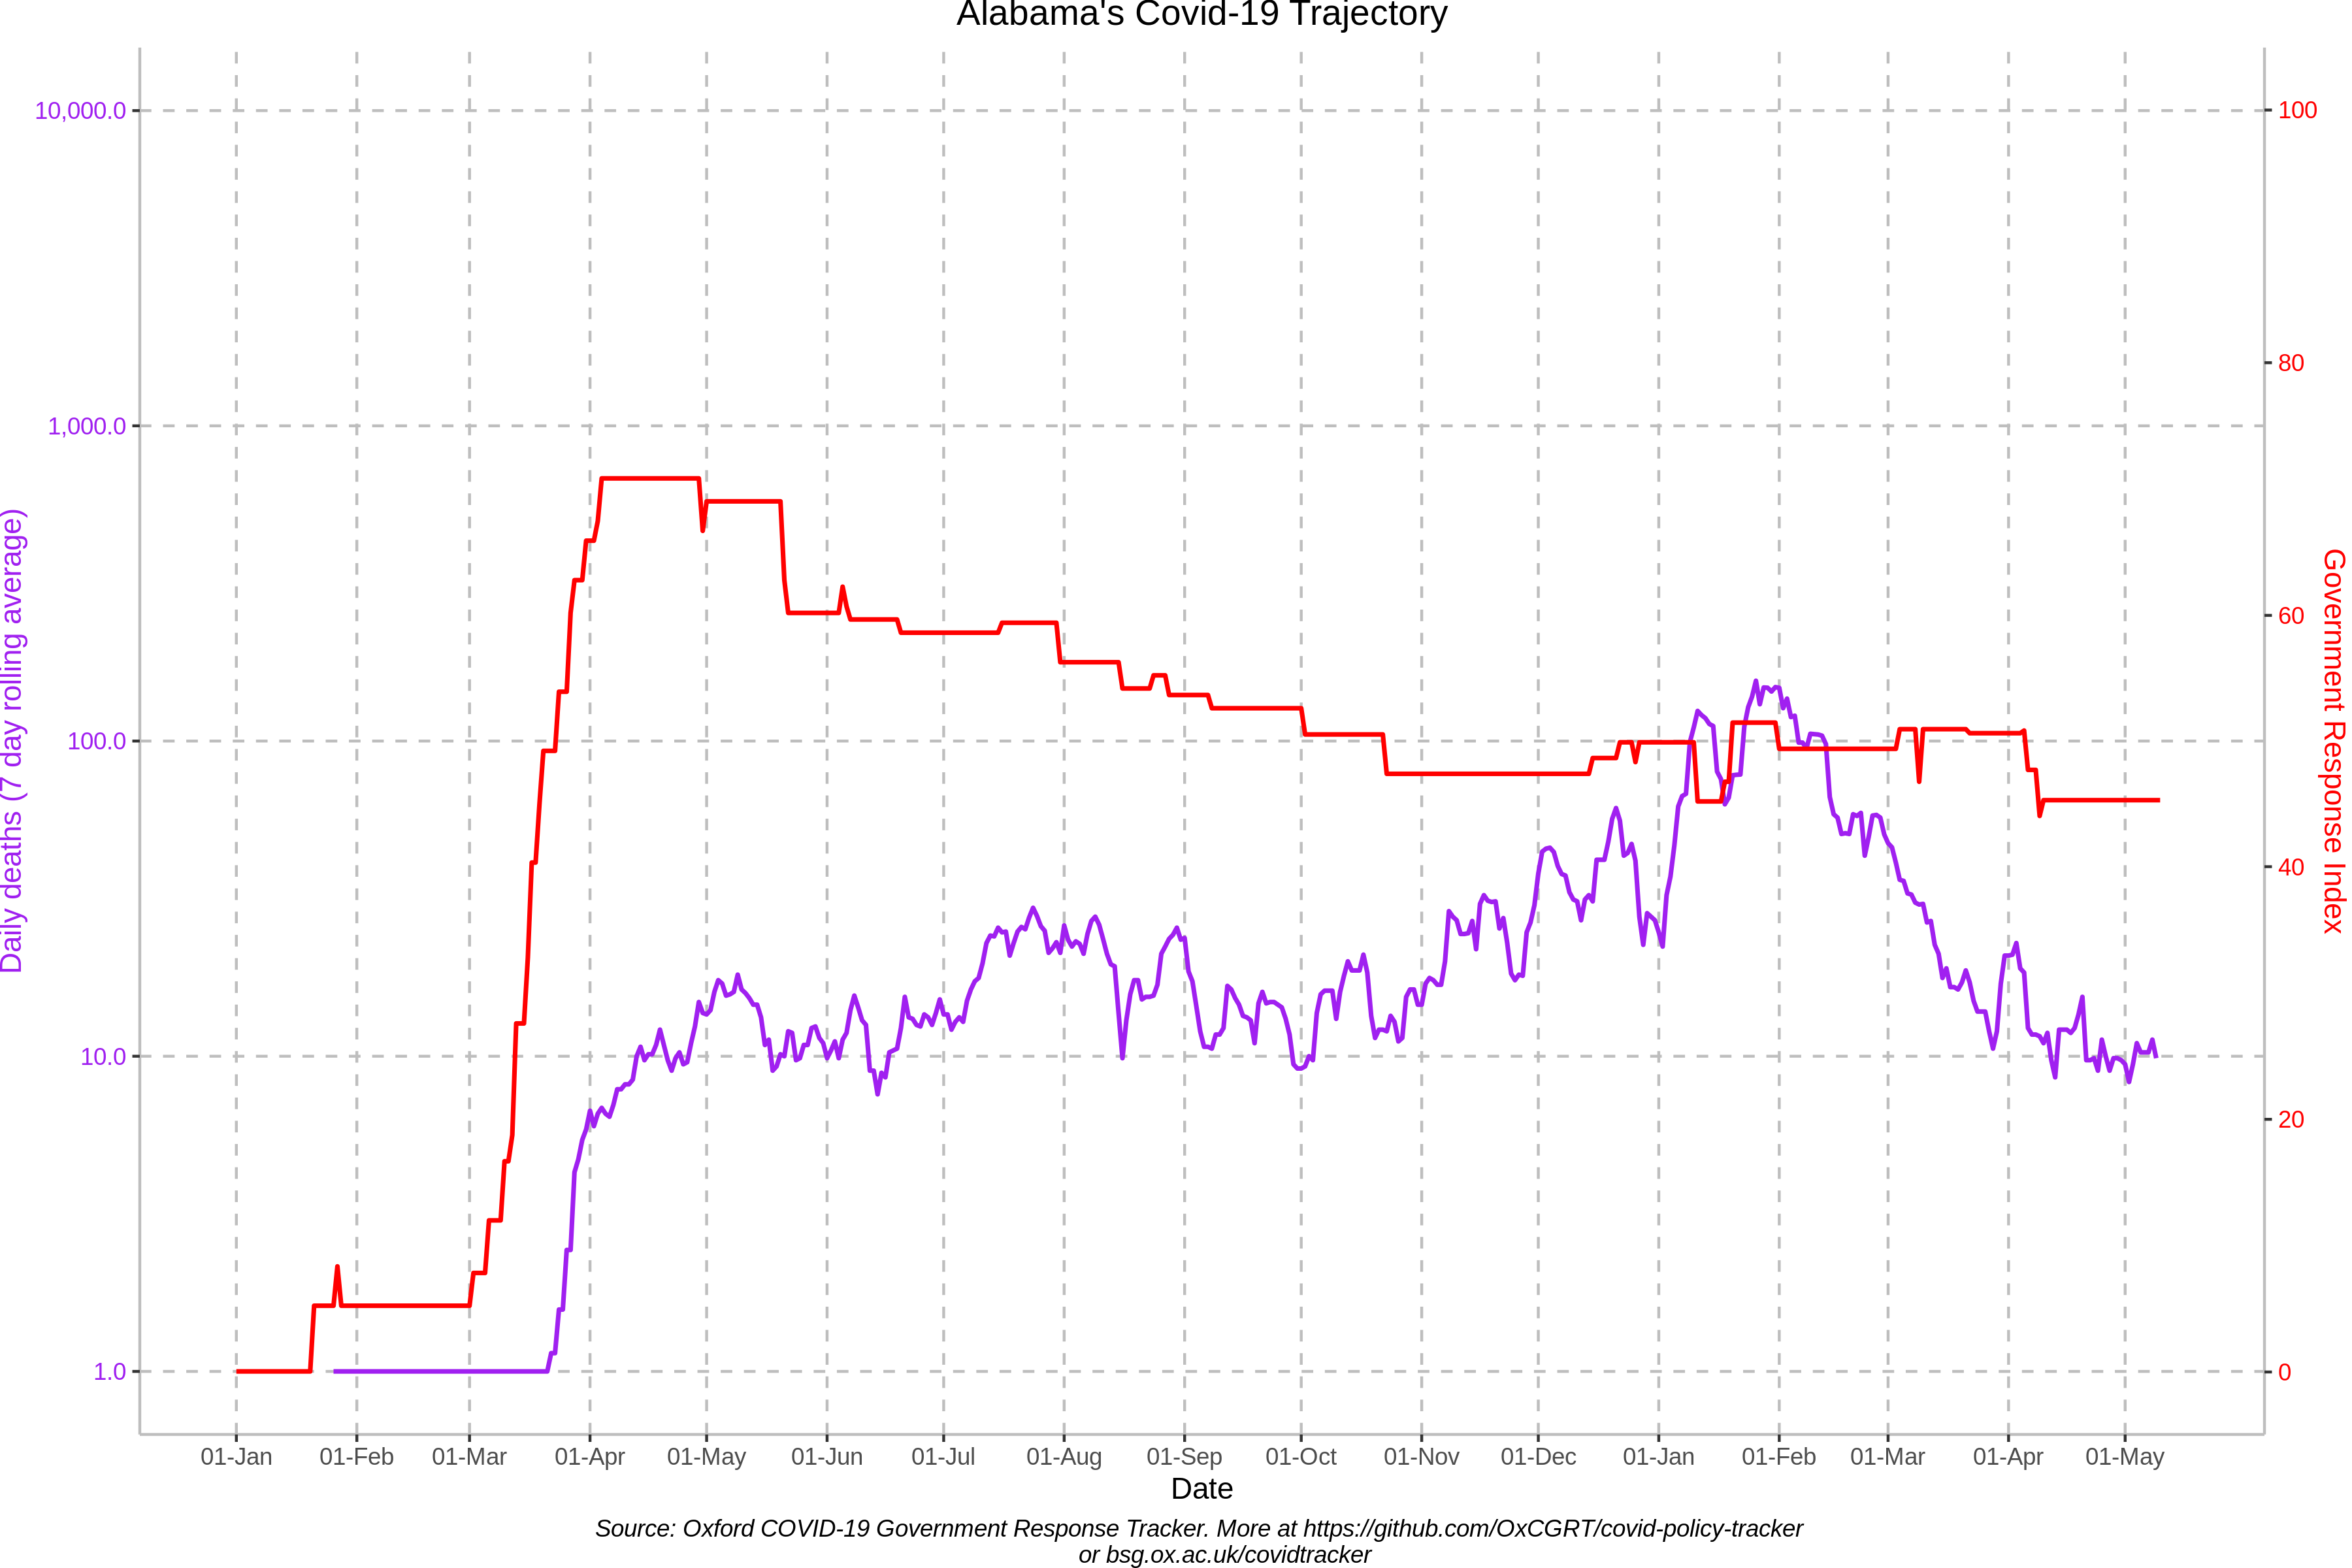 Alabama's Covid-19 Trajectory
10,000.0
1,000.0
100.0
10.0
1.0
Daily deaths (7 day rolling average)
100
80
60
40
20
0
Government Response Index
01-Jan 01-Feb 01-Mar 01-Apr 01-May 01-Jun 01-Jul 01-Aug 01-Sep 01-Oct 01-Nov 01-Dec 01-Jan 01-Feb 01-Mar 01-Apr 01-May
Date
Source: Oxford COVID-19 Government Response Tracker. More at https://github.com/OxCGRT/covid-policy-tracker
or bsg.ox.ac.uk/covidtracker